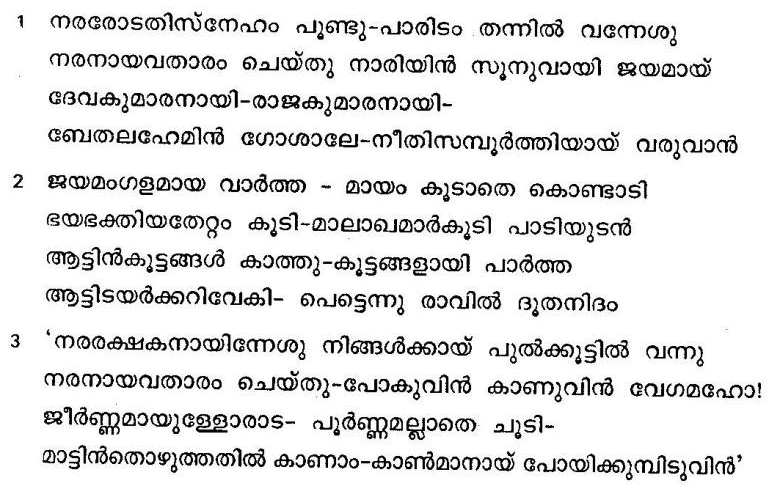 1 നരരോടതിസ്നേഹം പൂണ്ടു-പാരിടം തന്നിൽ വന്നേശു
നരനായവതാരം ചെയ്തു നാരിയിൻ സൂനുവായി ജയമായ്
ദേവകുമാരനായി-രാജകുമാരനായി-
ബേതലഹേമിൻ ഗോശാലേ-നീതിസമ്പൂർത്തിയായ് വരുവാൻ
2 ജയമംഗളമായ വാർത്ത - മായം കൂടാതെ കൊണ്ടാടി
ഭയഭക്തിയതേറ്റം കൂടി-മാലാഖമാർകൂടി പാടിയുടൻ
ആട്ടിൻകൂട്ടങ്ങൾ കാത്തു-കൂട്ടങ്ങളായി പാർത്ത
ആട്ടിടയർക്കറിവേകി- പെട്ടെന്നു രാവിൽ ദൂതനിദം
3 ‘നരരക്ഷകനായിന്നേശു നിങ്ങൾക്കായ് പുൽക്കൂട്ടിൽ വന്നു
നരനായവതാരം ചെയ്തു-പോകുവിൻ കാണുവിൻ വേഗമഹോ!
ജീർണ്ണമായുള്ളോരാട- പൂർണ്ണമല്ലാതെ ചൂടി-
മാട്ടിൻതൊഴുത്തതിൽ കാണാം-കാൺമാനായ് പോയിക്കുമ്പിടുവിൻ’